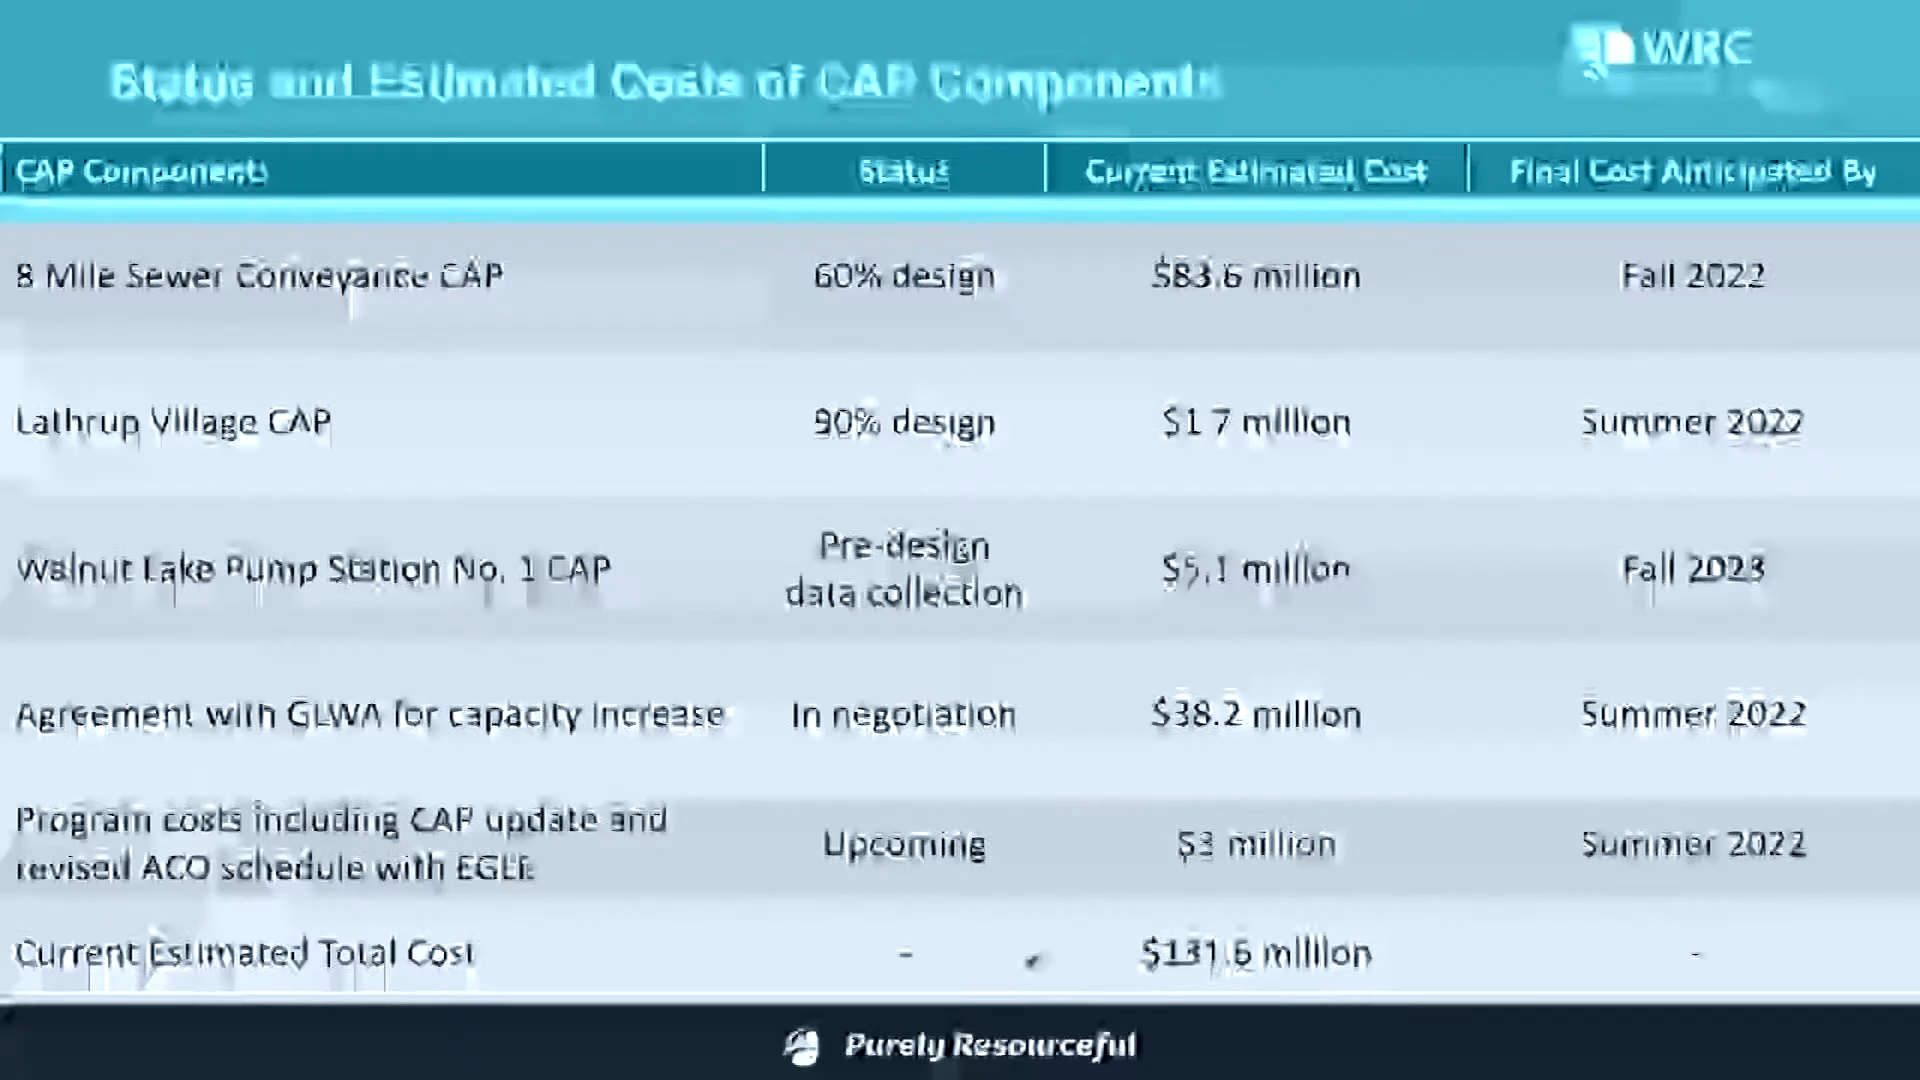 Status and Estimated Costs of CAP Components
WRC
CAP Components Status Current Estimated Cost Final Cost Anticipated By
8 Mile Sewer Conveyance CAP 60% design $83.6 million Fall 2022
Lathrup Village CAP 90% design $1.7 million Summer 2022
Walnut Lake Pump Station No. 1 CAP Pre-design data collection $5.1 million Fall 2023
Agreement with GLWA for capacity increase In negotiation $38.2 million Summer 2022
Program costs including CAP update and
revised ACO schedule with EGLE Upcoming $3 million Summer 2022
Current Estimated Total Cost - $131.6 million -
Purely Resourceful